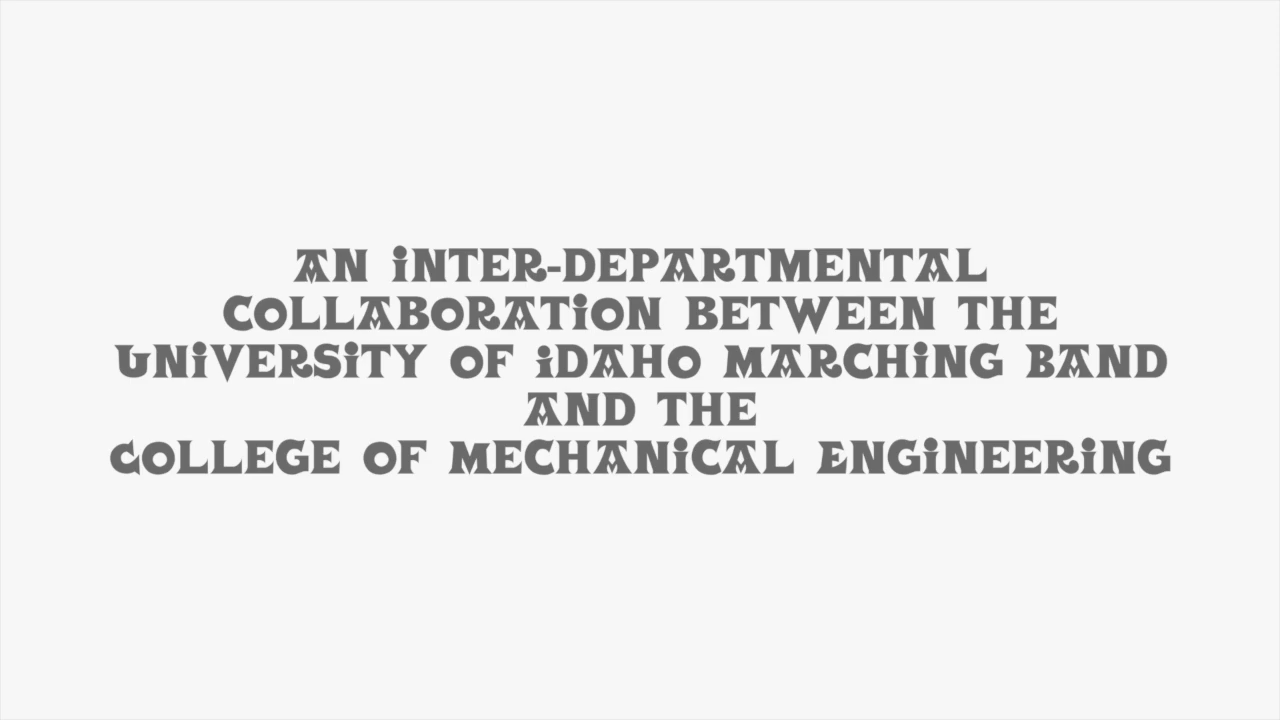 AN iNTER-DEPARTMENTAL
COLLABORATiON BETWEEN THE
UNiVERSiTY OF iDAHO MARCHiNG BAND
AND THE
COLLEGE OF MECHANiCAL ENGiNEERiNG